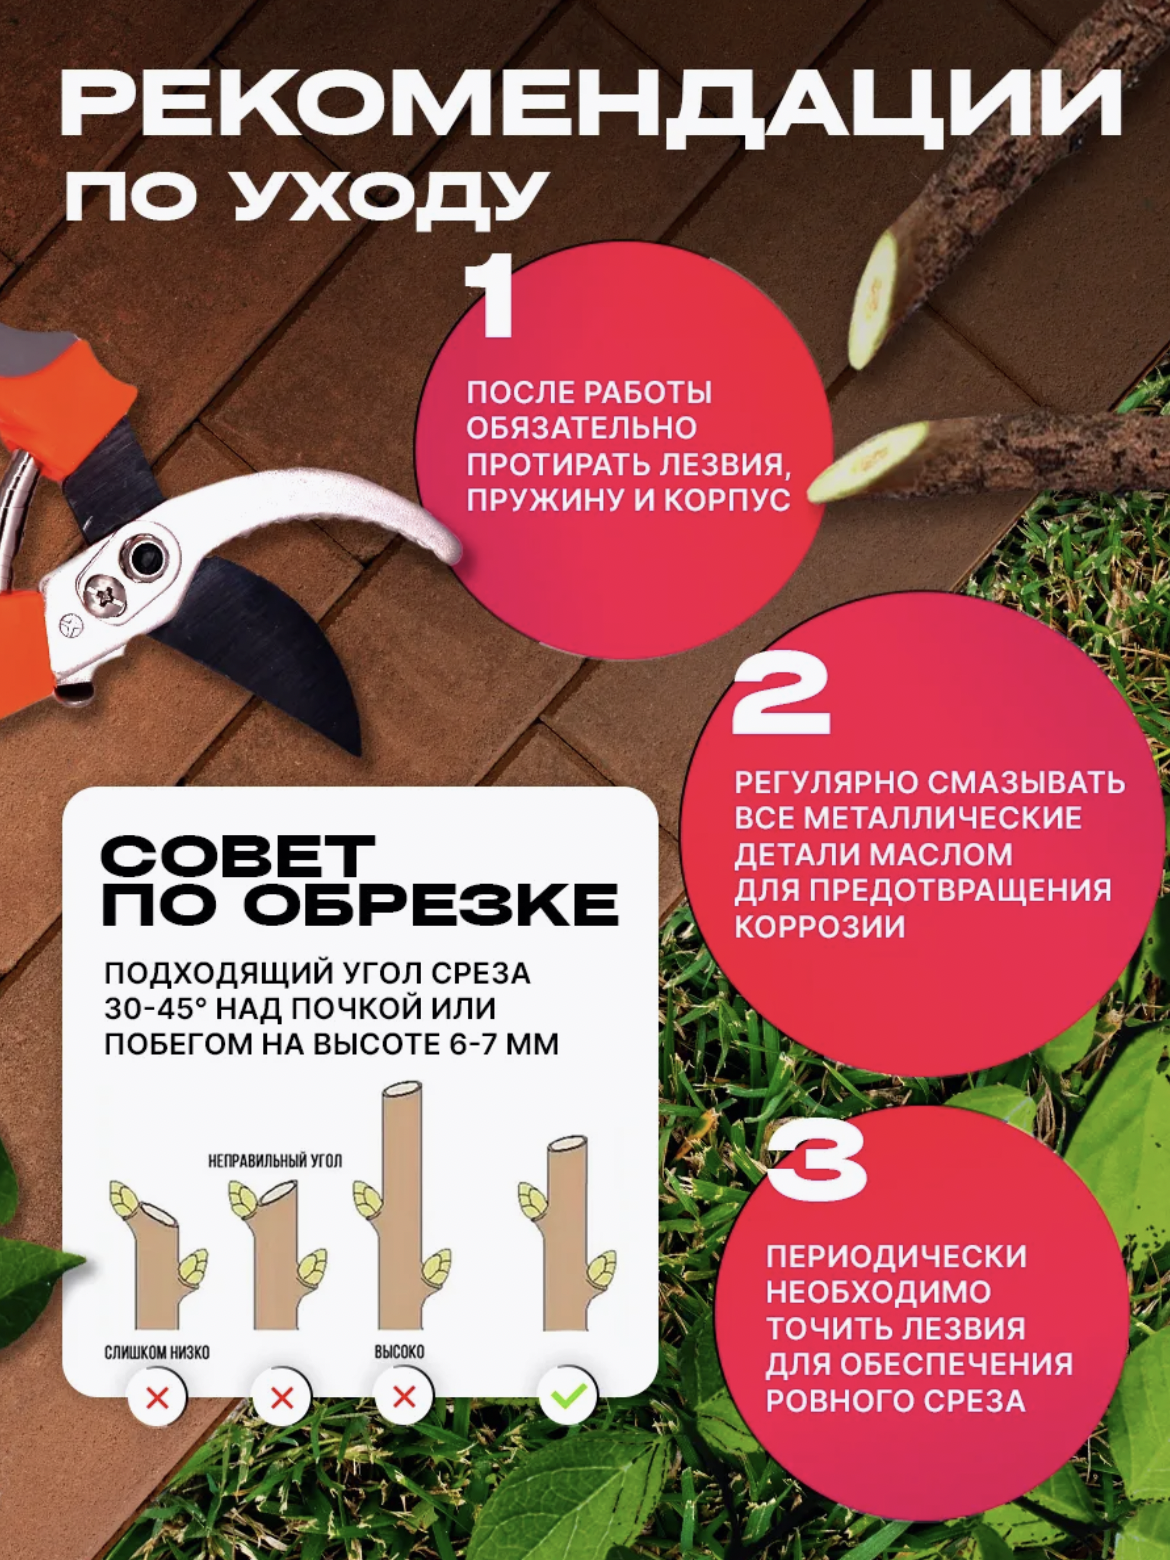 РЕКОМЕНДАЦИИ
ПО УХОДУ
1
ПОСЛЕ РАБОТЫ
ОБЯЗАТЕЛЬНО
ПРОТИРАТЬ ЛЕЗВИЯ,
ПРУЖИНУ И КОРПУС
2
РЕГУЛЯРНО СМАЗЫВАТЬ
ВСЕ МЕТАЛЛИЧЕСКИЕ
ДЕТАЛИ МАСЛОМ
ДЛЯ ПРЕДОТВРАЩЕНИЯ
КОРРОЗИИ
СОВЕТ
ПО ОБРЕЗКЕ
ПОДХОДЯЩИЙ УГОЛ СРЕЗА
30-45° НАД ПОЧКОЙ ИЛИ
ПОБЕГОМ НА ВЫСОТЕ 6-7 ММ
НЕПРАВИЛЬНЫЙ УГОЛ
СЛИШКОМ НИЗКО
ВЫСОКО
3
ПЕРИОДИЧЕСКИ
НЕОБХОДИМО
ТОЧИТЬ ЛЕЗВИЯ
ДЛЯ ОБЕСПЕЧЕНИЯ
РОВНОГО СРЕЗА